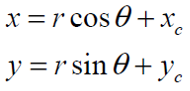 x = r cos θ + x_c
y = r sin θ + y_c